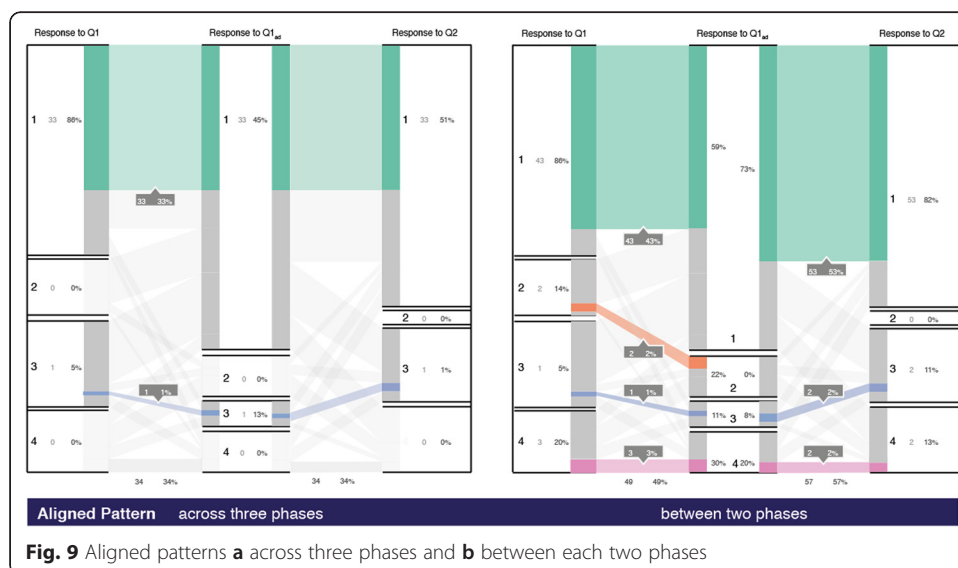 Response to Q1 Response to Q1ad Response to Q2
1 33 86% 1 33 45% 1 33 51%
33 33%
2 0 0% 2 0 0% 2 0 0%
3 1 5% 1 1% 3 1 13% 3 1 1%
4 0 0% 4 0 0% 0 0%
34 34% 34 34%
Response to Q1 Response to Q1ad Response to Q2
1 43 86% 59% 73% 1 53 82%
43 43% 53 53%
2 2 14% 2 2% 1 2 0 0%
22% 0% 2
3 1 5% 1 1% 11% 8% 3 2 2% 3 2 11%
4 3 20% 3 3% 30% 4 20% 2 2% 4 2 13%
49 49% 57 57%
Aligned Pattern across three phases between two phases
Fig. 9 Aligned patterns a across three phases and b between each two phases